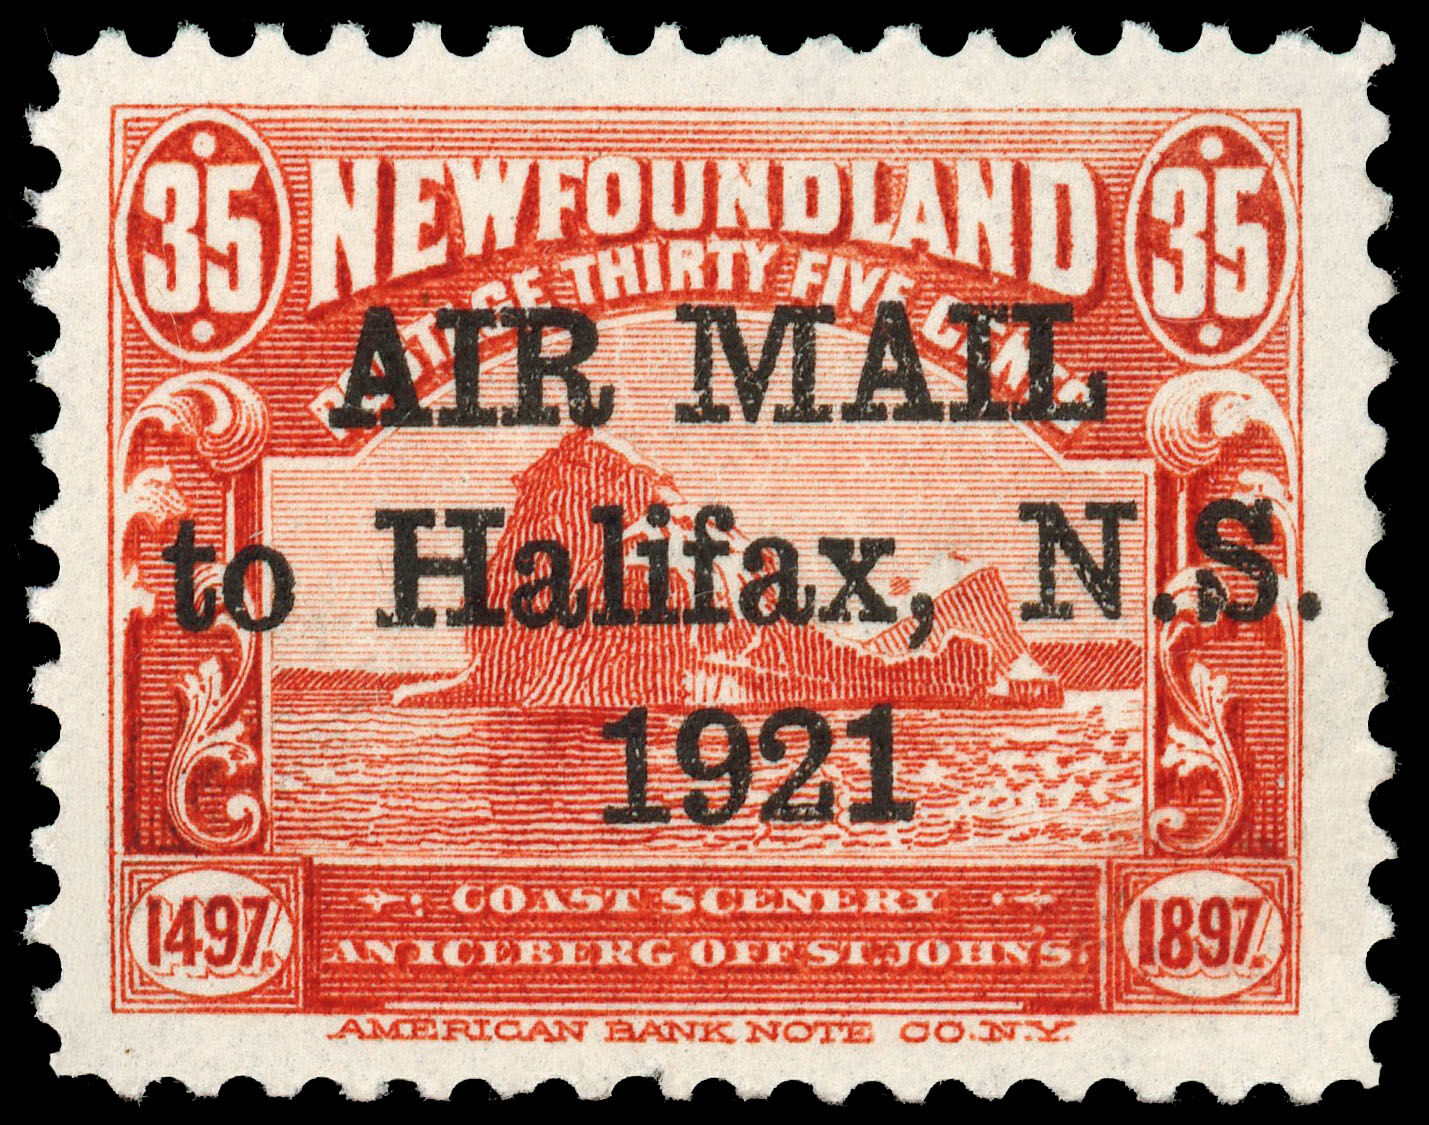 35 NEWFOUNDLAND 35
POSTAGE THIRTY FIVE CENTS
AIR MAIL
to Halifax, N.S.
1921
1497. 1897.
COAST SCENERY
AN ICEBERG OFF ST. JOHN'S.
AMERICAN BANK NOTE CO. N.Y.